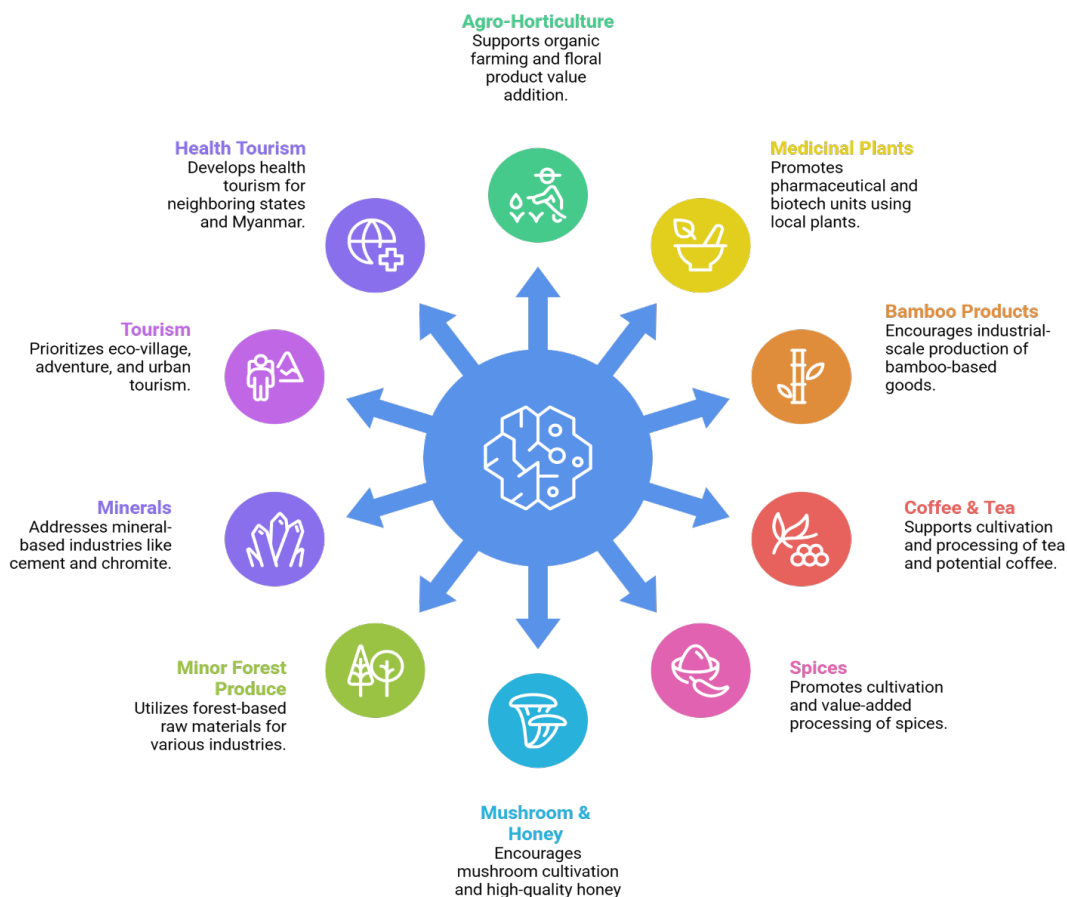 Agro-Horticulture
Supports organic
farming and floral
product value
addition.
Medicinal Plants
Promotes
pharmaceutical and
biotech units using
local plants.
Bamboo Products
Encourages industrial-
scale production of
bamboo-based
goods.
Coffee & Tea
Supports cultivation
and processing of tea
and potential coffee.
Spices
Promotes cultivation
and value-added
processing of spices.
Mushroom &
Honey
Encourages
mushroom cultivation
and high-quality honey
Minor Forest
Produce
Utilizes forest-based
raw materials for
various industries.
Minerals
Addresses mineral-
based industries like
cement and chromite.
Tourism
Prioritizes eco-village,
adventure, and urban
tourism.
Health Tourism
Develops health
tourism for
neighboring states
and Myanmar.